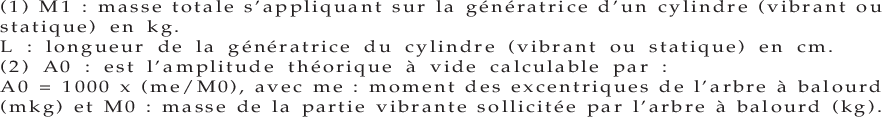 (1) M1 : masse totale s’appliquant sur la génératrice d’un cylindre (vibrant ou
statique) en kg.
L : longueur de la génératrice du cylindre (vibrant ou statique) en cm.
(2) A0 : est l’amplitude théorique à vide calculable par :
A0 = 1000 x (me/M0), avec me : moment des excentriques de l’arbre à balourd
(mkg) et M0 : masse de la partie vibrante sollicitée par l’arbre à balourd (kg).